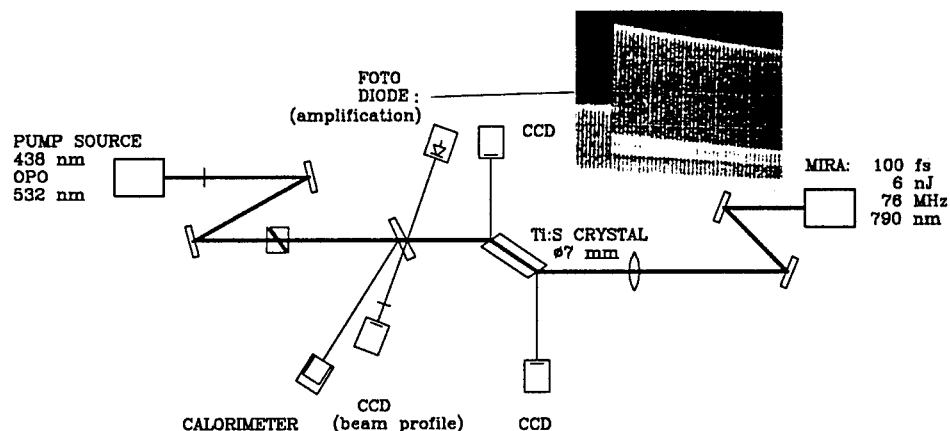 FOTO
DIODE:
(amplification)
CCD
PUMP SOURCE
438 nm
OPO
532 nm
MIRA: 100 fs
6 nJ
76 MHz
790 nm
Ti:S CRYSTAL
ø7 mm
CALORIMETER
CCD
(beam profile)
CCD